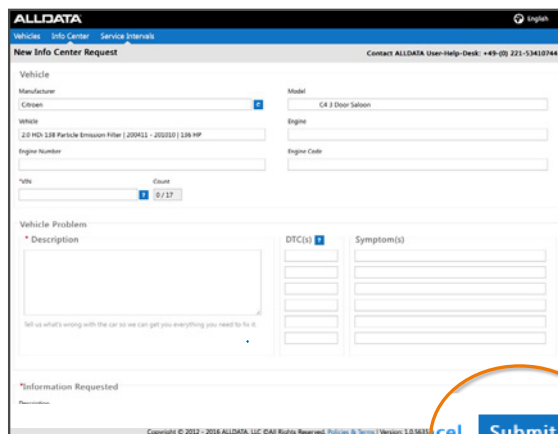 ALLDATA
English
Vehicles Info Center Service Intervals
New Info Center Request
Contact ALLDATA User-Help-Desk: +49-(0) 221-53410744
Vehicle
Manufacturer
Model
Citroen
C4 3 Door Saloon
Vehicle
Engine
2.0 HDi 138 Particle Emission Filter | 200411 - 201010 | 136 HP
Engine Number
Engine Code
*VIN
Count
?
0 / 17
Vehicle Problem
* Description
DTC(s) ?
Symptom(s)
Tell us what's wrong with the car so we can get you everything you need to fix it.
*Information Requested
Description
Copyright © 2012 - 2016 ALLDATA, LLC ©All Rights Reserved. Policies & Terms | Version: 1.0.5635
cel
Submit